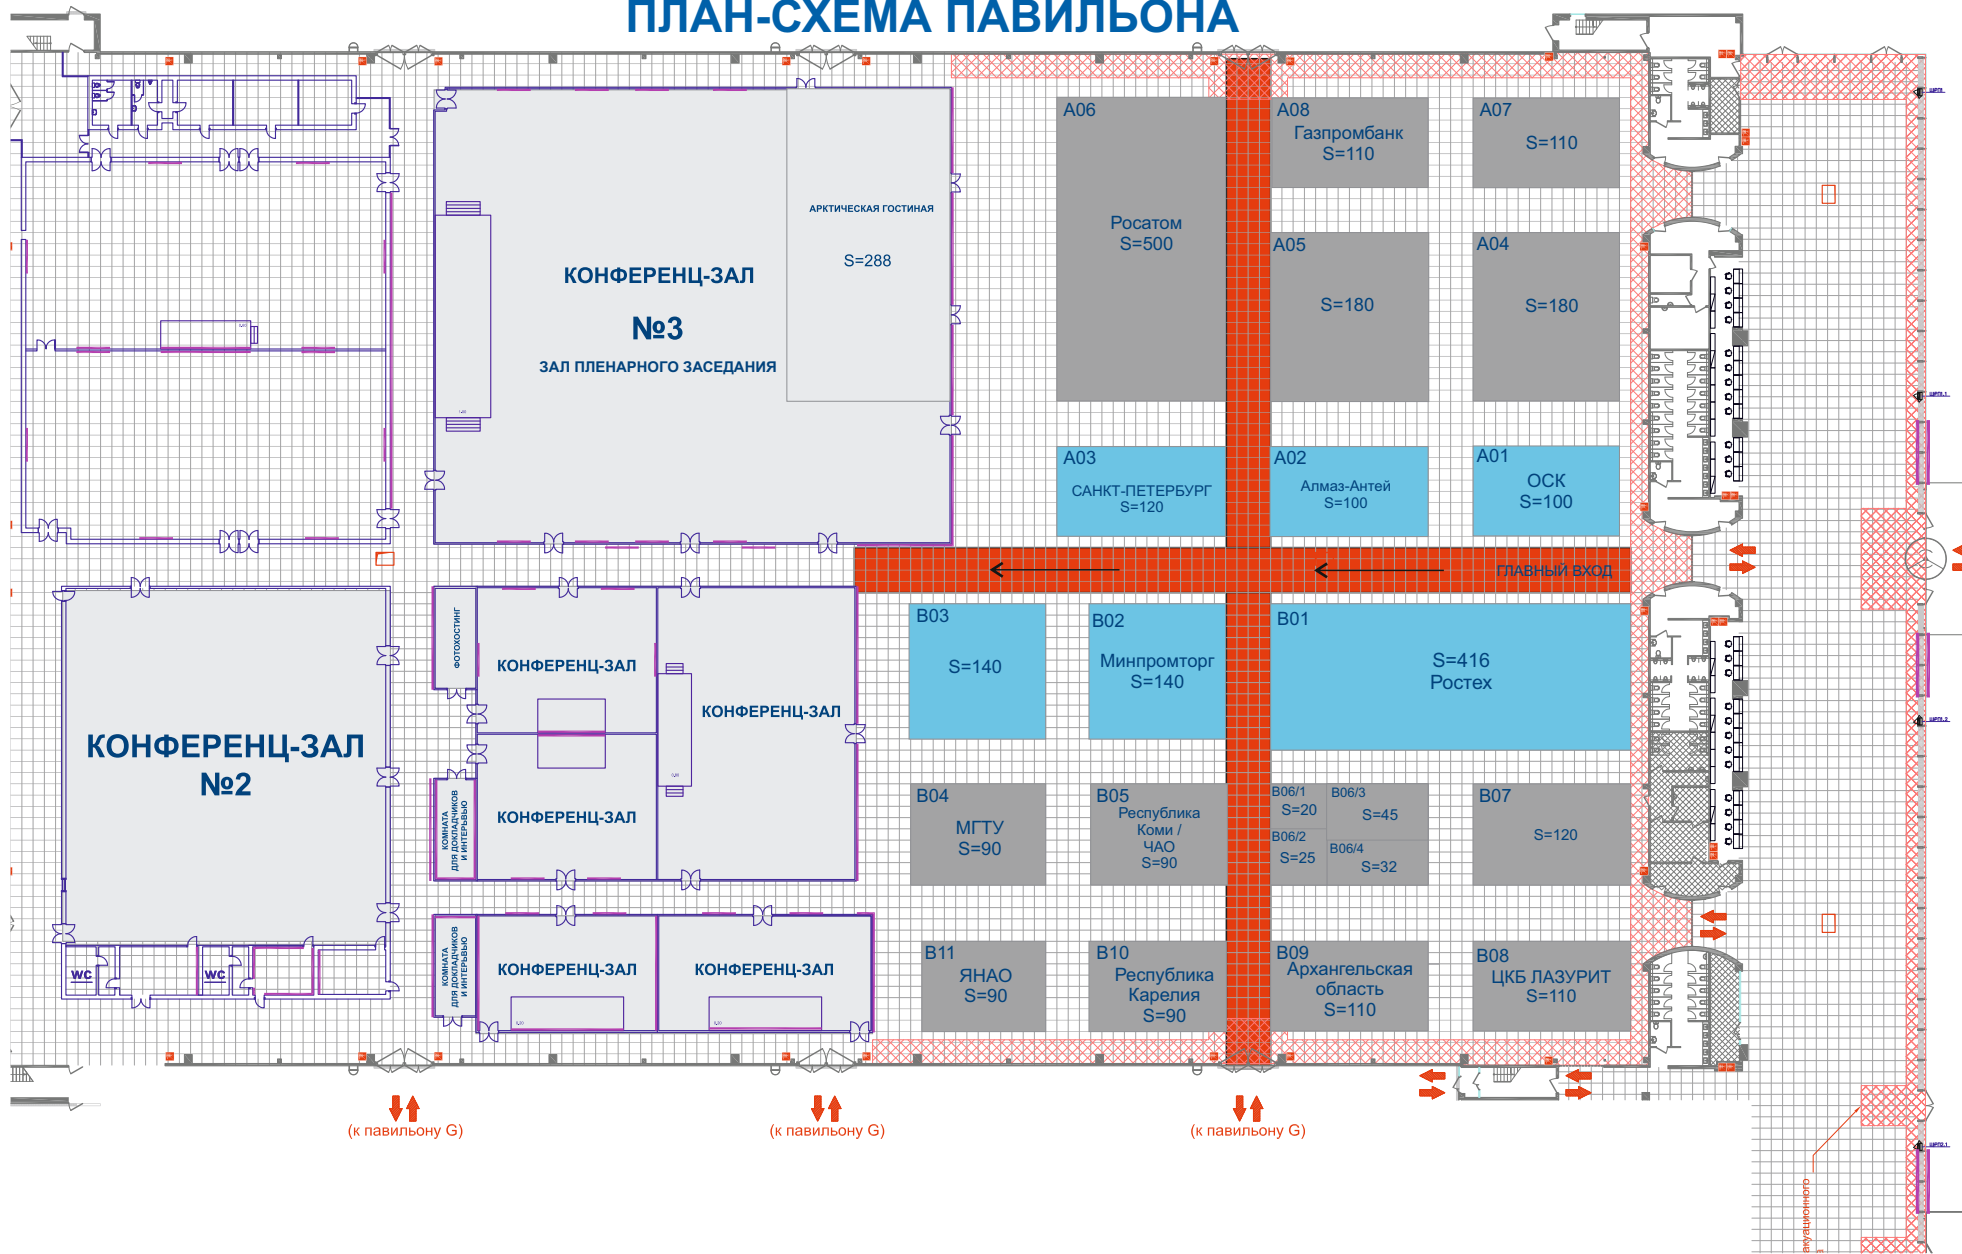 ПЛАН-СХЕМА ПАВИЛЬОНА
A06
Росатом
S=500
A08
Газпромбанк
S=110
A07
S=110
АРКТИЧЕСКАЯ ГОСТИНАЯ
S=288
КОНФЕРЕНЦ-ЗАЛ
№3
ЗАЛ ПЛЕНАРНОГО ЗАСЕДАНИЯ
A05
S=180
A04
S=180
A03
САНКТ-ПЕТЕРБУРГ
S=120
A02
Алмаз-Антей
S=100
A01
ОСК
S=100
ГЛАВНЫЙ ВХОД
B03
S=140
B02
Минпромторг
S=140
B01
S=416
Ростех
ФОТОХОСТИНГ
КОНФЕРЕНЦ-ЗАЛ
КОНФЕРЕНЦ-ЗАЛ
КОНФЕРЕНЦ-ЗАЛ
№2
КОМНАТА
ДЛЯ ДОКЛАДЧИКОВ
И ИНТЕРВЬЮ
КОНФЕРЕНЦ-ЗАЛ
B04
МГТУ
S=90
B05
Республика
Коми /
ЧАО
S=90
B06/1
S=20
B06/2
S=25
B06/3
S=45
B06/4
S=32
B07
S=120
WC
WC
КОМНАТА
ДЛЯ ДОКЛАДЧИКОВ
И ИНТЕРВЬЮ
КОНФЕРЕНЦ-ЗАЛ
КОНФЕРЕНЦ-ЗАЛ
B11
ЯНАО
S=90
B10
Республика
Карелия
S=90
B09
Архангельская
область
S=110
B08
ЦКБ ЛАЗУРИТ
S=110
(к павильону G)
(к павильону G)
(к павильону G)